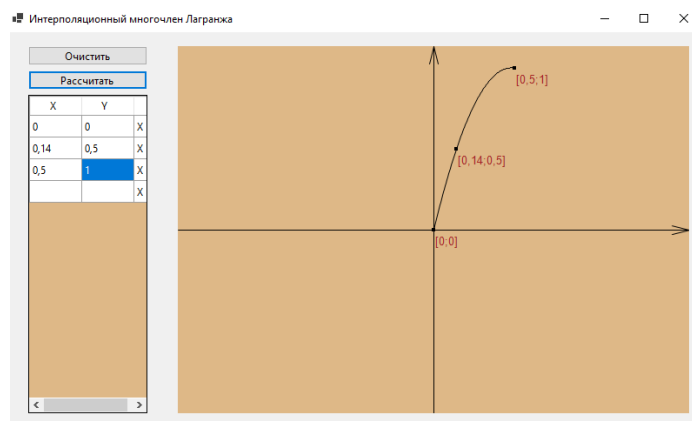 Интерполяционный многочлен Лагранжа
Очистить
Рассчитать
X Y
0 0 X
0,14 0,5 X
0,5 1 X
X
[0,5;1]
[0,14;0,5]
[0;0]